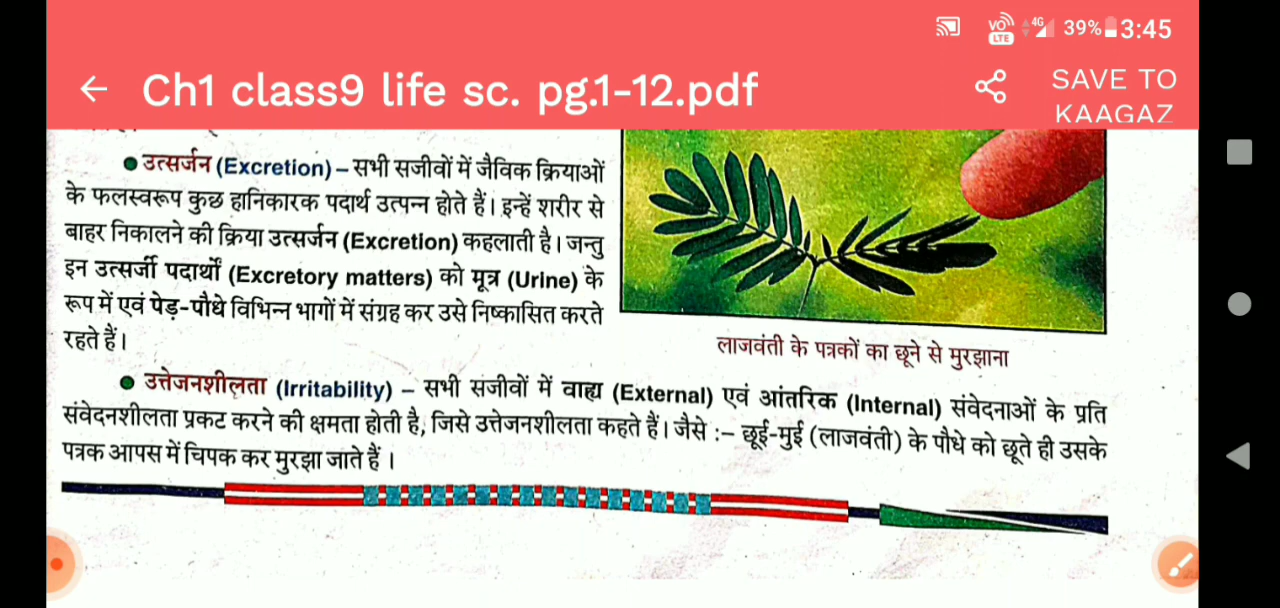 VO LTE 4G 39% 3:45
← Ch1 class9 life sc. pg.1-12.pdf
SAVE TO
KAAGAZ
● उत्सर्जन (Excretion) – सभी सजीवों में जैविक क्रियाओं
के फलस्वरूप कुछ हानिकारक पदार्थ उत्पन्न होते हैं। इन्हें शरीर से
बाहर निकालने की क्रिया उत्सर्जन (Excretion) कहलाती है। जन्तु
इन उत्सर्जी पदार्थों (Excretory matters) को मूत्र (Urine) के
रूप में एवं पेड़-पौधे विभिन्न भागों में संग्रह कर उसे निष्कासित करते
रहते हैं।
लाजवंती के पत्रकों का छूने से मुरझाना
● उत्तेजनशीलता (Irritability) – सभी सजीवों में वाह्य (External) एवं आंतरिक (Internal) संवेदनाओं के प्रति
संवेदनशीलता प्रकट करने की क्षमता होती है, जिसे उत्तेजनशीलता कहते हैं। जैसे :– छूई-मुई (लाजवंती) के पौधे को छूते ही उसके
पत्रक आपस में चिपक कर मुरझा जाते हैं ।